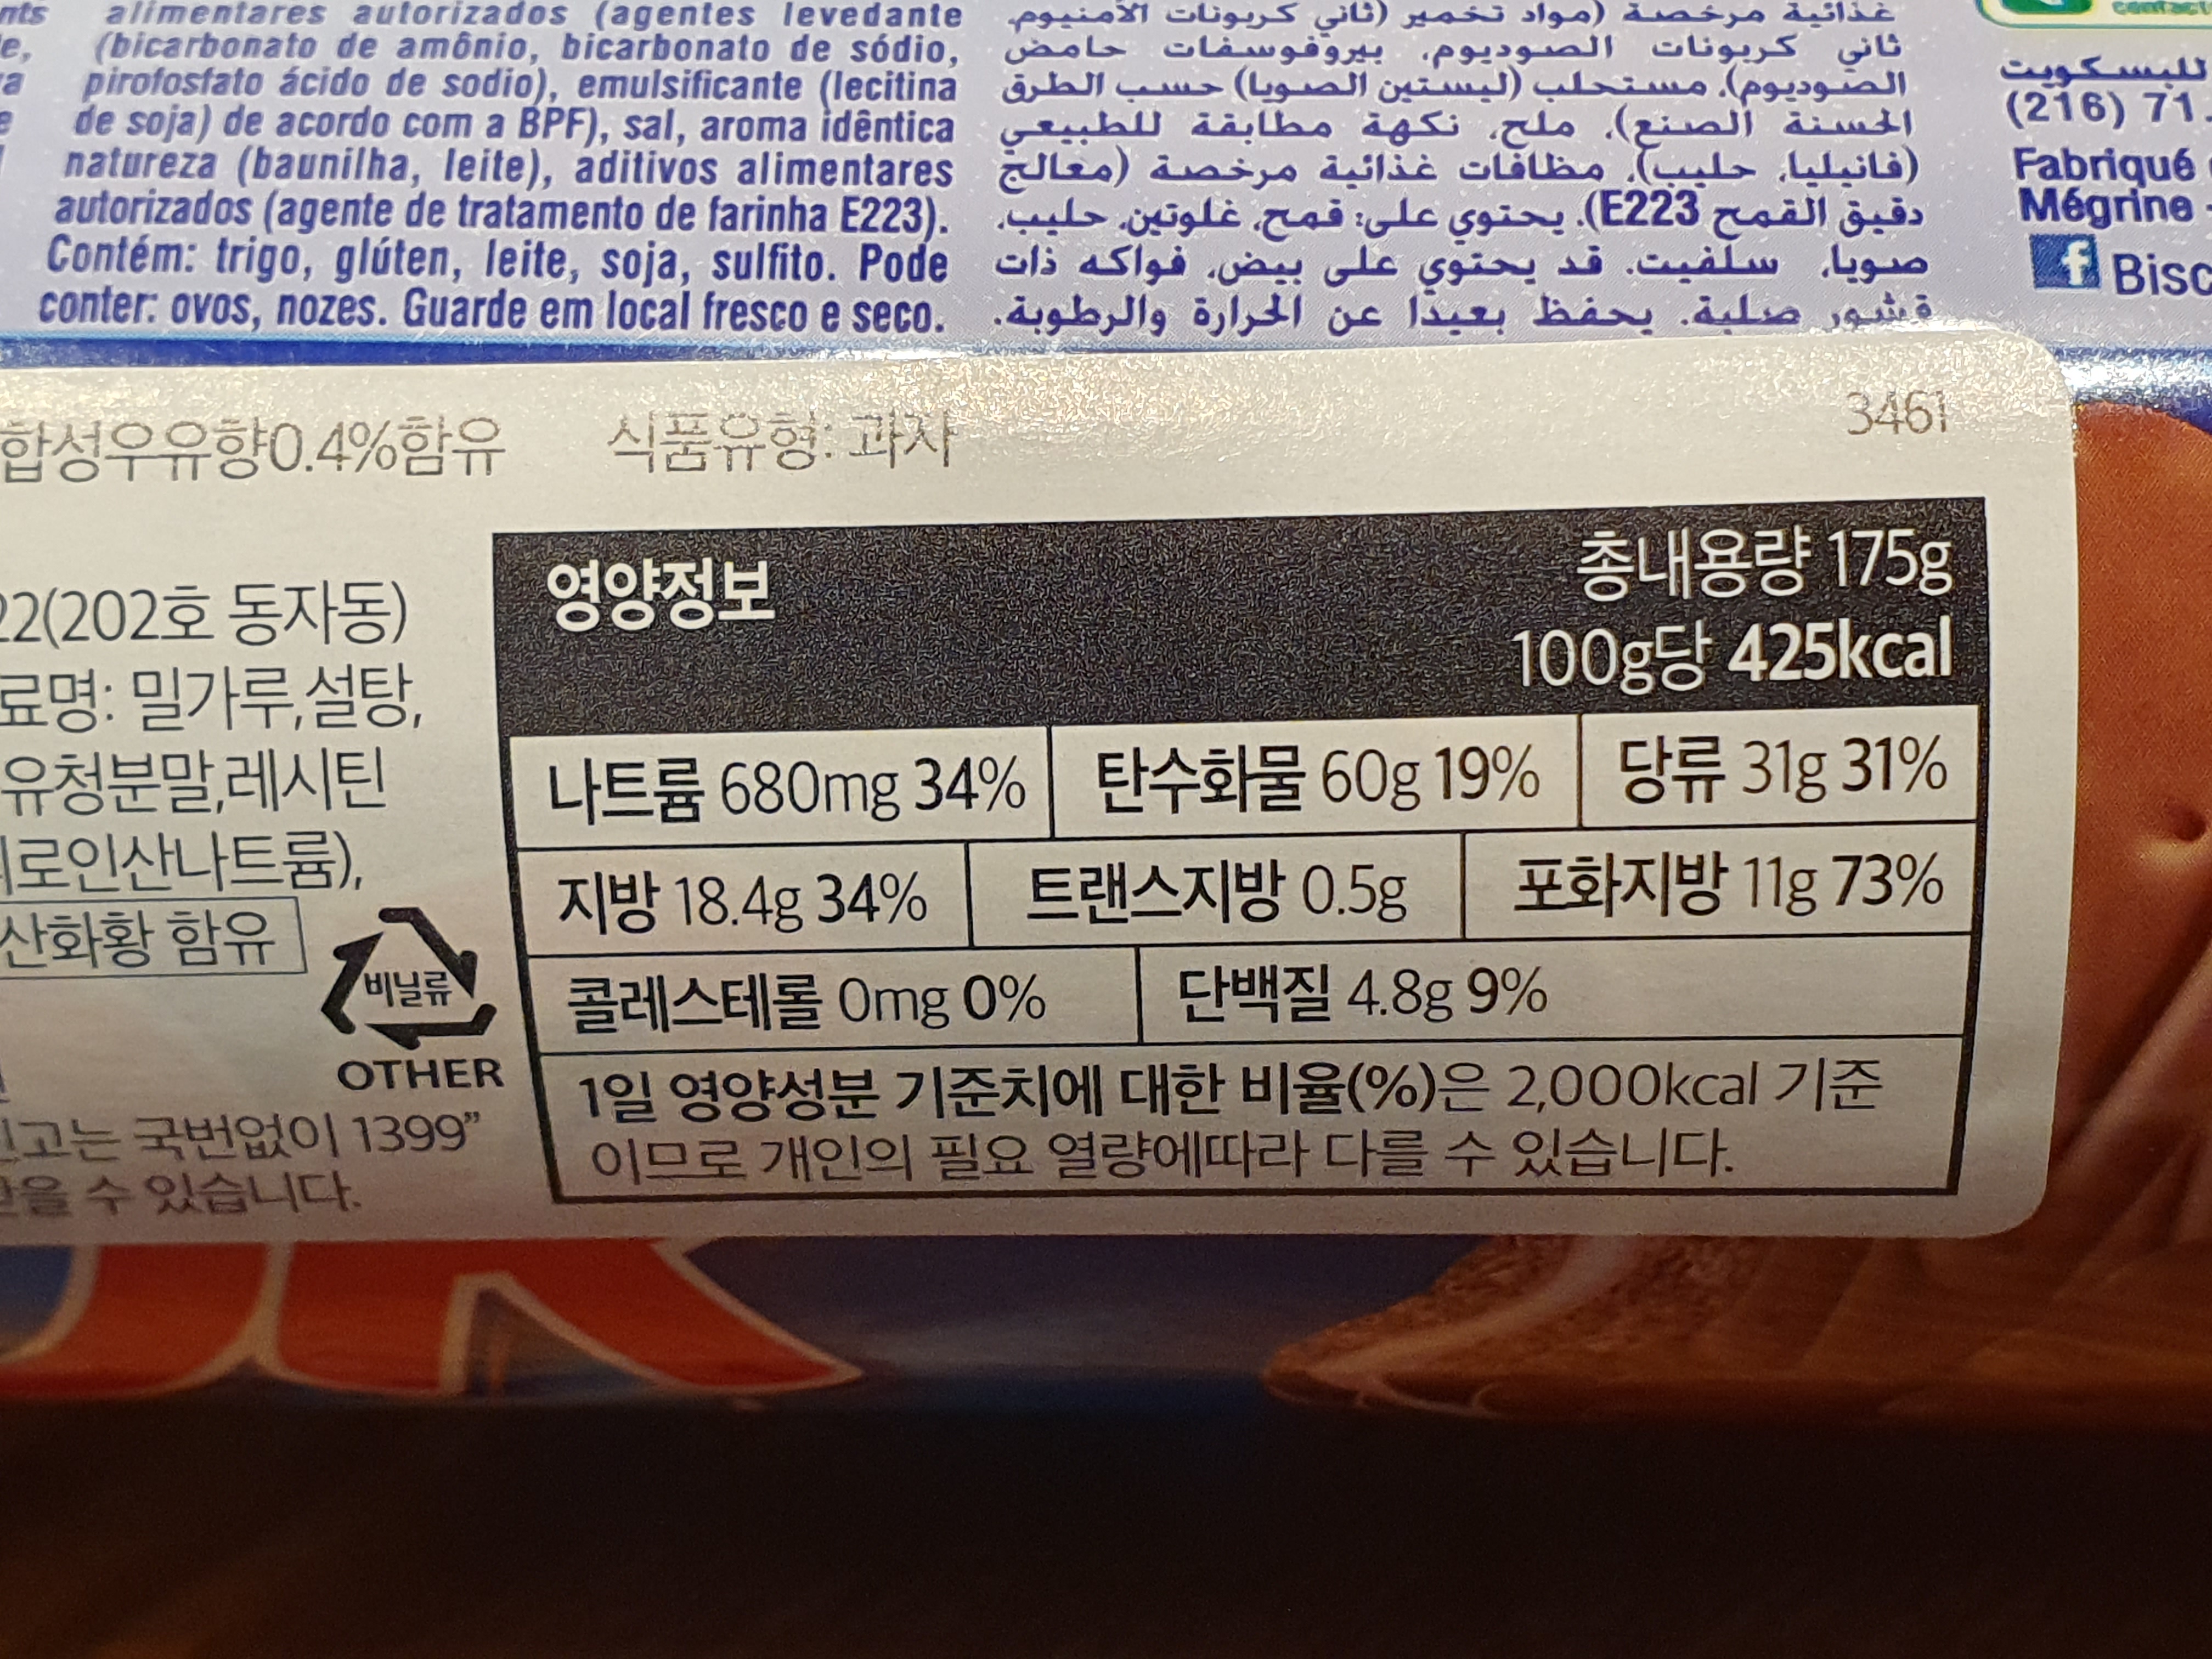 alimentares autorizados (agentes levedante
(bicarbonato de amônio, bicarbonato de sódio,
pirofosfato ácido de sodio), emulsificante (lecitina
de soja) de acordo com a BPF), sal, aroma idêntica
natureza (baunilha, leite), aditivos alimentares
autorizados (agente de tratamento de farinha E223).
Contém: trigo, glúten, leite, soja, sulfito. Pode
conter: ovos, nozes. Guarde em local fresco e seco.
غذائية مرخصة (مواد تخمير (ثاني كربونات الأمنيوم،
ثاني كربونات الصوديوم، بيروفوسفات حامض
الصوديوم)، مستحلب (ليستين الصويا) حسب الطرق
الحسنة الصنع)، ملح، نكهة مطابقة للطبيعي
(فانيليا، حليب)، مظافات غذائية مرخصة (معالج
دقيق القمح E223). يحتوي على: قمح، غلوتين، حليب،
صويا، سلفيت. قد يحتوي على بيض، فواكه ذات
قشور صلبة. يحفظ بعيدا عن الحرارة والرطوبة.
للبسكويت
(216) 71
Fabriqué
Mégrine -
f Bisc
합성우유향0.4%함유 식품유형: 과자
3461
22(202호 동자동)
료명: 밀가루,설탕,
유청분말,레시틴
로인산나트륨),
산화황 함유
비닐류
OTHER
고는 국번없이 1399"
받을 수 있습니다.
영양정보
총내용량 175g
100g당 425kcal
나트륨 680mg 34% 탄수화물 60g 19% 당류 31g 31%
지방 18.4g 34% 트랜스지방 0.5g 포화지방 11g 73%
콜레스테롤 0mg 0% 단백질 4.8g 9%
1일 영양성분 기준치에 대한 비율(%)은 2,000kcal 기준
이므로 개인의 필요 열량에따라 다를 수 있습니다.